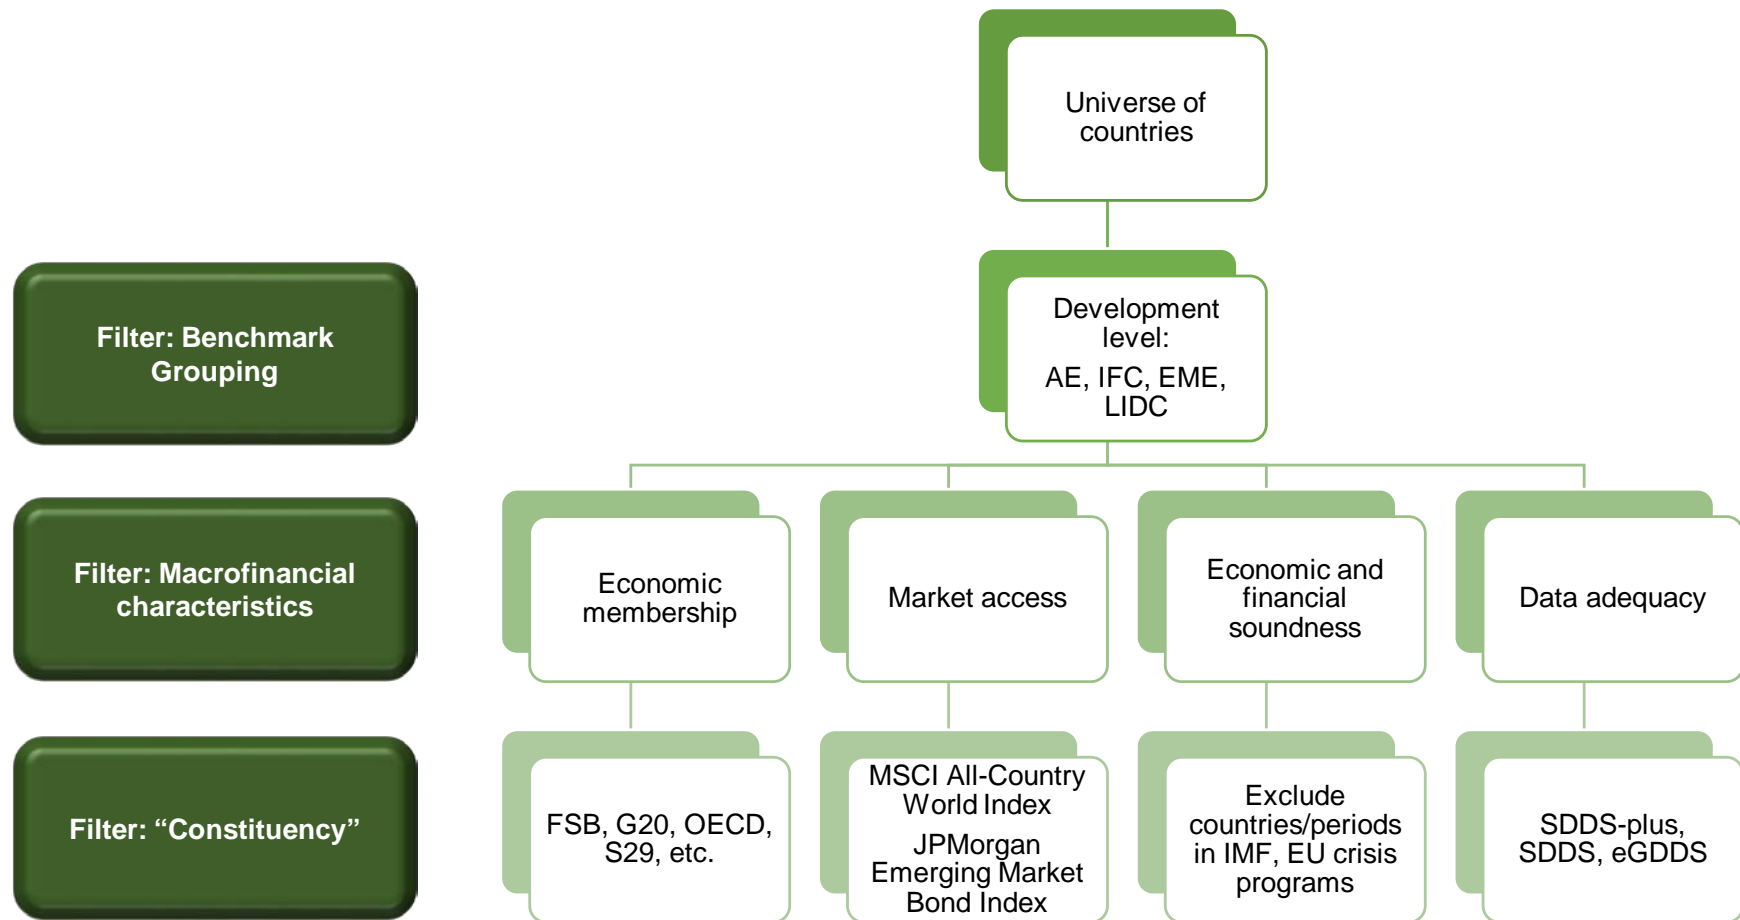 Universe of
countries
Filter: Benchmark
Grouping
Development
level:
AE, IFC, EME,
LIDC
Filter: Macrofinancial
characteristics
Economic
membership
Market access
Economic and
financial
soundness
Data adequacy
Filter: “Constituency”
FSB, G20, OECD,
S29, etc.
MSCI All-Country
World Index
JPMorgan
Emerging Market
Bond Index
Exclude
countries/periods
in IMF, EU crisis
programs
SDDS-plus,
SDDS, eGDDS